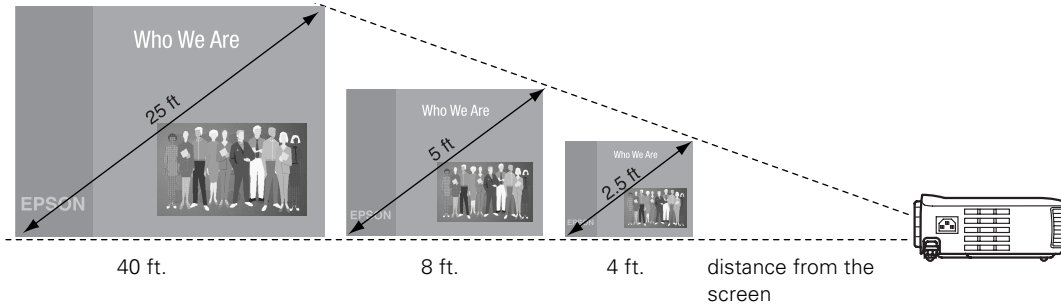 Who We Are
25 ft
EPSON
Who We Are
5 ft
EPSON
Who We Are
2.5 ft
EPSON
40 ft.
8 ft.
4 ft.
distance from the
screen